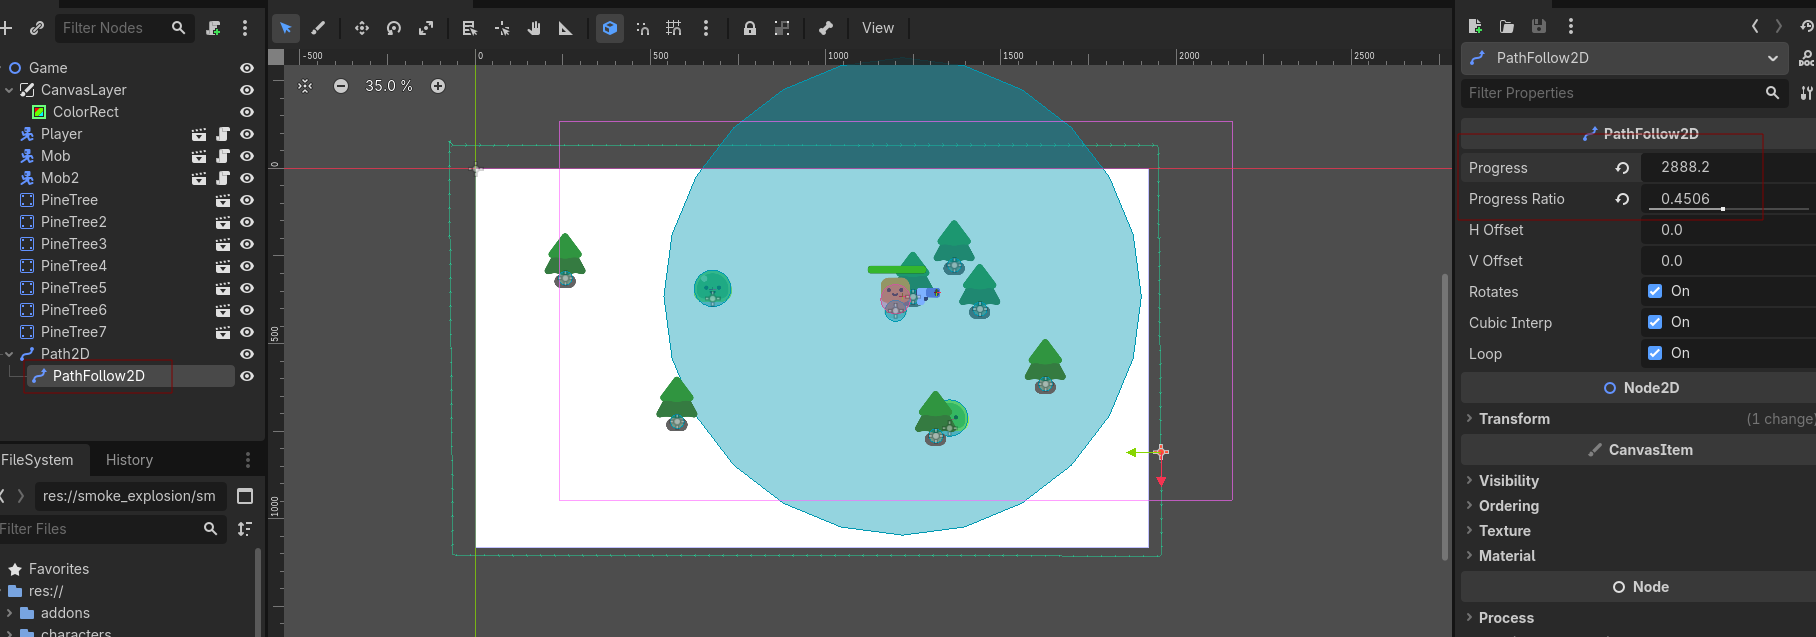 Filter Nodes
Game
CanvasLayer
ColorRect
Player
Mob
Mob2
PineTree
PineTree2
PineTree3
PineTree4
PineTree5
PineTree6
PineTree7
Path2D
PathFollow2D
FileSystem
History
res://smoke_explosion/sm
Filter Files
Favorites
res://
addons
characters
View
-500
0
500
1000
1500
2000
2500
35.0 %
0
500
1000
PathFollow2D
DOC
Filter Properties
PathFollow2D
Progress 2888.2
Progress Ratio 0.4506
H Offset 0.0
V Offset 0.0
Rotates On
Cubic Interp On
Loop On
Node2D
Transform (1 change)
CanvasItem
Visibility
Ordering
Texture
Material
Node
Process